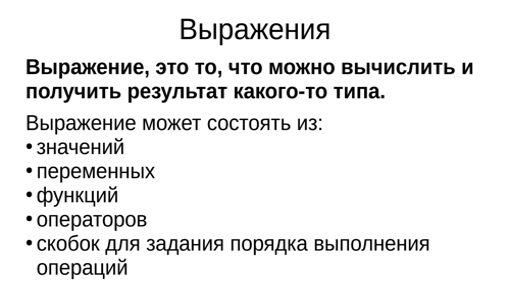 Выражения
Выражение, это то, что можно вычислить и
получить результат какого-то типа.
Выражение может состоять из:
• значений
• переменных
• функций
• операторов
• скобок для задания порядка выполнения
операций